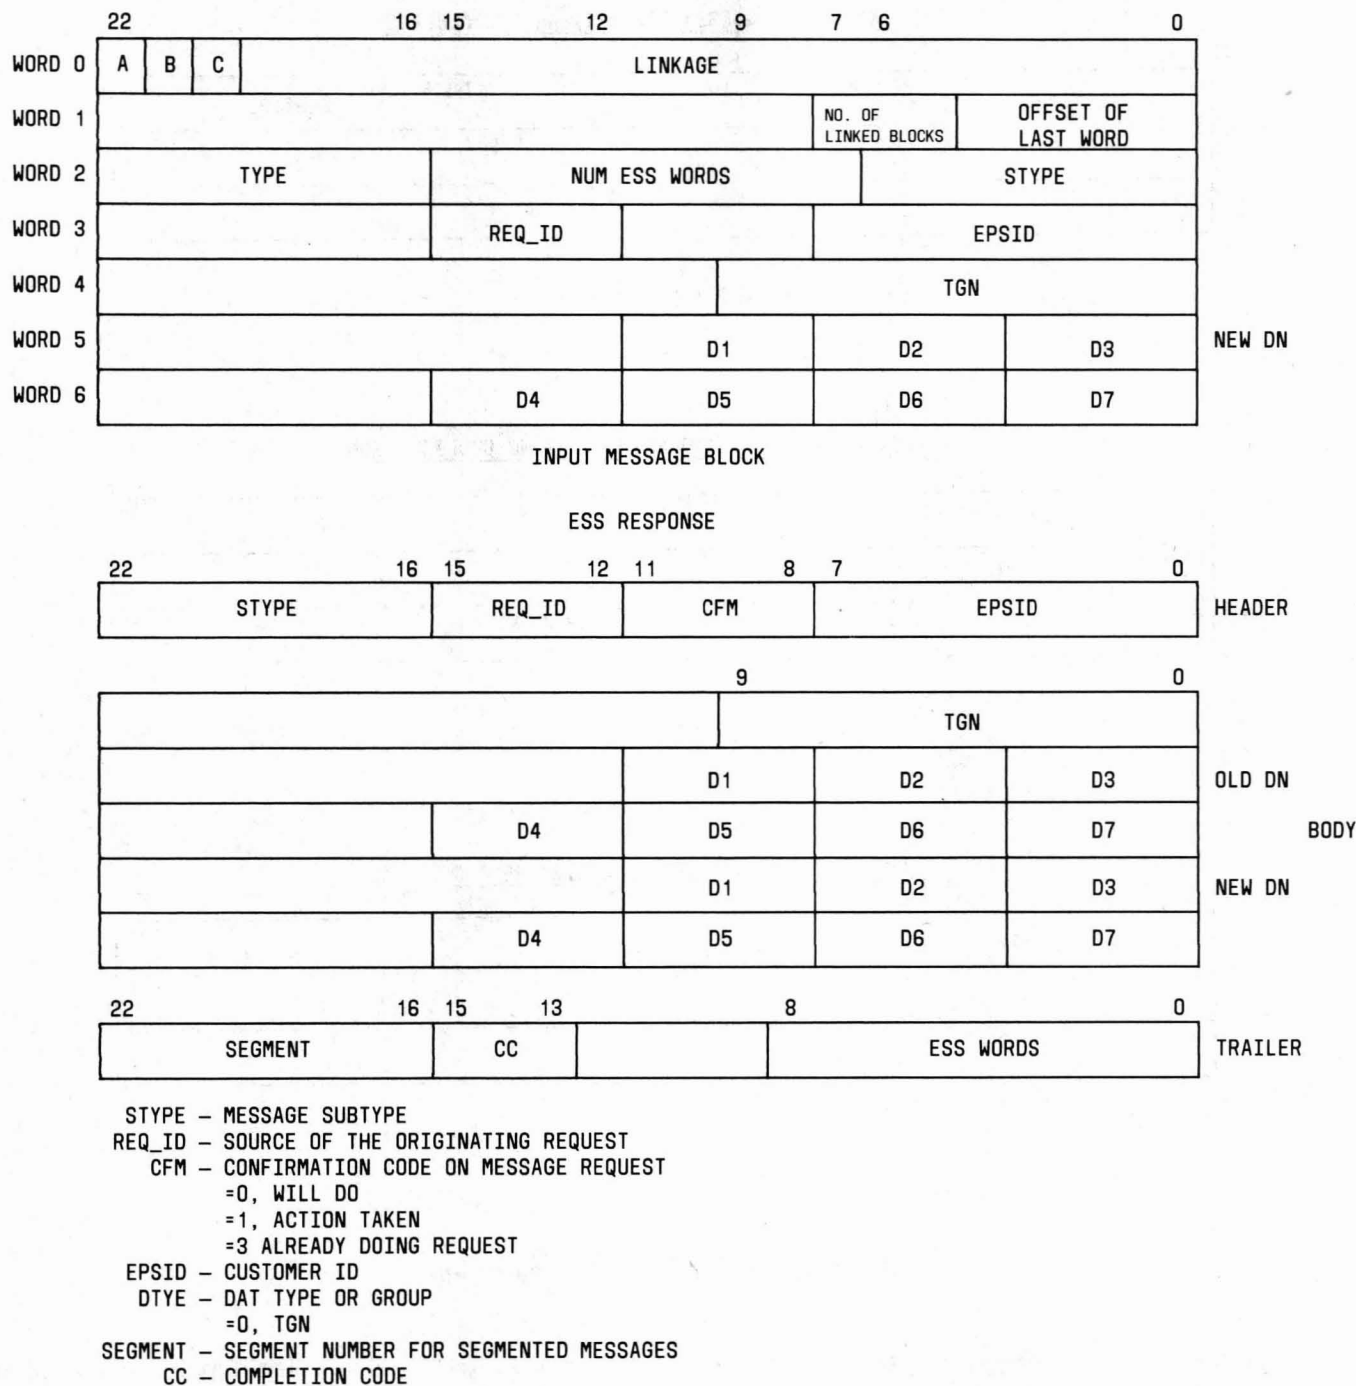 22 16 15 12 9 7 6 0
WORD 0 A B C LINKAGE
WORD 1 NO. OF LINKED BLOCKS OFFSET OF LAST WORD
WORD 2 TYPE NUM ESS WORDS STYPE
WORD 3 REQ_ID EPSID
WORD 4 TGN
WORD 5 D1 D2 D3 NEW DN
WORD 6 D4 D5 D6 D7
INPUT MESSAGE BLOCK
ESS RESPONSE
22 16 15 12 11 8 7 0
STYPE REQ_ID CFM EPSID HEADER
9 0
TGN
D1 D2 D3 OLD DN
D4 D5 D6 D7 BODY
D1 D2 D3 NEW DN
D4 D5 D6 D7
22 16 15 13 8 0
SEGMENT CC ESS WORDS TRAILER
STYPE – MESSAGE SUBTYPE
REQ_ID – SOURCE OF THE ORIGINATING REQUEST
CFM – CONFIRMATION CODE ON MESSAGE REQUEST
=0, WILL DO
=1, ACTION TAKEN
=3 ALREADY DOING REQUEST
EPSID – CUSTOMER ID
DTYE – DAT TYPE OR GROUP
=0, TGN
SEGMENT – SEGMENT NUMBER FOR SEGMENTED MESSAGES
CC – COMPLETION CODE